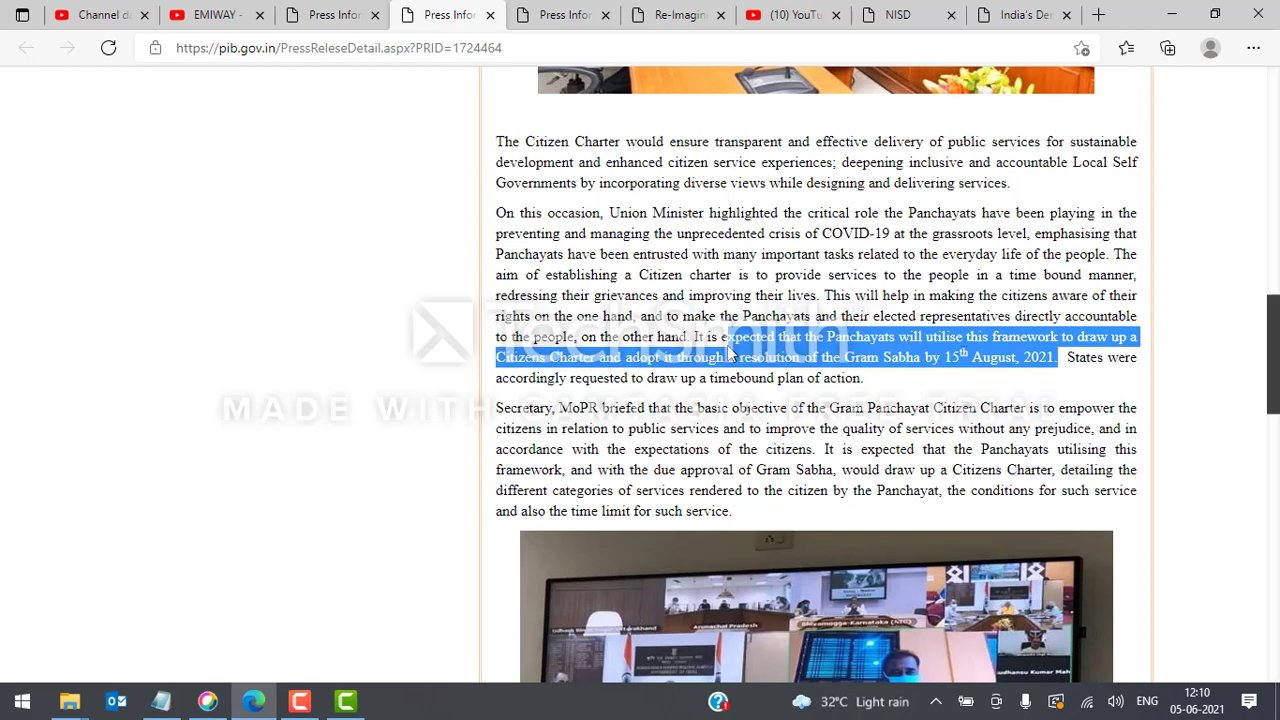 Channel da
EMIWAY -
Press Infor
Press Infor
Press Infor
Re-Imagina
(10) YouTu
NISD
India's Der
https://pib.gov.in/PressReleseDetail.aspx?PRID=1724464
The Citizen Charter would ensure transparent and effective delivery of public services for sustainable
development and enhanced citizen service experiences; deepening inclusive and accountable Local Self
Governments by incorporating diverse views while designing and delivering services.
On this occasion, Union Minister highlighted the critical role the Panchayats have been playing in the
preventing and managing the unprecedented crisis of COVID-19 at the grassroots level, emphasising that
Panchayats have been entrusted with many important tasks related to the everyday life of the people. The
aim of establishing a Citizen charter is to provide services to the people in a time bound manner,
redressing their grievances and improving their lives. This will help in making the citizens aware of their
rights on the one hand, and to make the Panchayats and their elected representatives directly accountable
to the people, on the other hand. It is expected that the Panchayats will utilise this framework to draw up a
Citizens Charter and adopt it through a resolution of the Gram Sabha by 15th August, 2021. States were
accordingly requested to draw up a timebound plan of action.
TechSmith
MADE WITH CAMTASIA FREE TRIAL
Secretary, MoPR briefed that the basic objective of the Gram Panchayat Citizen Charter is to empower the
citizens in relation to public services and to improve the quality of services without any prejudice, and in
accordance with the expectations of the citizens. It is expected that the Panchayats utilising this
framework, and with the due approval of Gram Sabha, would draw up a Citizens Charter, detailing the
different categories of services rendered to the citizen by the Panchayat, the conditions for such service
and also the time limit for such service.
Arunachal Pradesh
Shivamogga-Karnataka (NIC)
32°C Light rain
ENG
12:10
05-06-2021